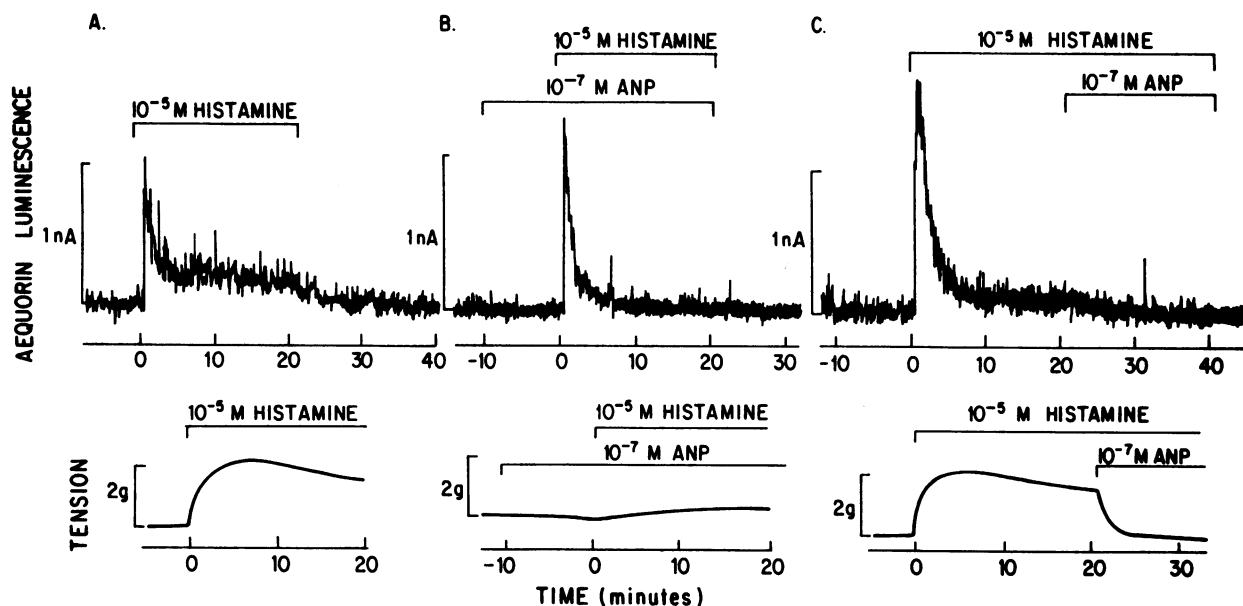 A.
B.
C.
10⁻⁵ M HISTAMINE
10⁻⁵ M HISTAMINE
10⁻⁷ M ANP
10⁻⁵ M HISTAMINE
10⁻⁷ M ANP
AEQUORIN LUMINESCENCE
1nA
1nA
1nA
0 10 20 30 40
-10 0 10 20 30
-10 0 10 20 30 40
10⁻⁵ M HISTAMINE
10⁻⁵ M HISTAMINE
10⁻⁷ M ANP
10⁻⁵ M HISTAMINE
10⁻⁷ M ANP
TENSION
2g
2g
2g
0 10 20
-10 0 10 20
0 10 20 30
TIME (minutes)